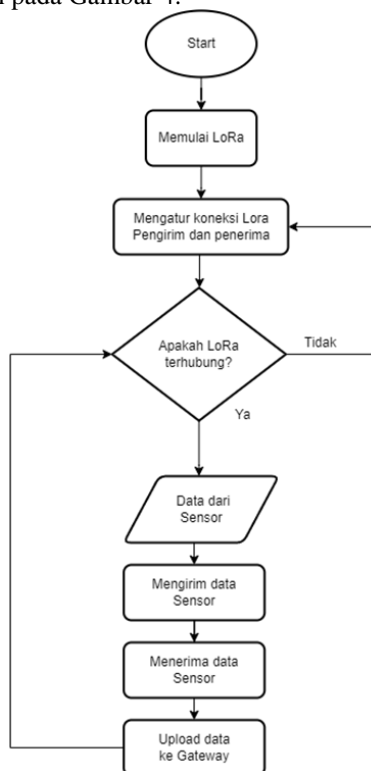 pada Gambar 4.
Start
Memulai LoRa
Mengatur koneksi Lora
Pengirim dan penerima
Apakah LoRa
terhubung?
Tidak
Ya
Data dari
Sensor
Mengirim data
Sensor
Menerima data
Sensor
Upload data
ke Gateway